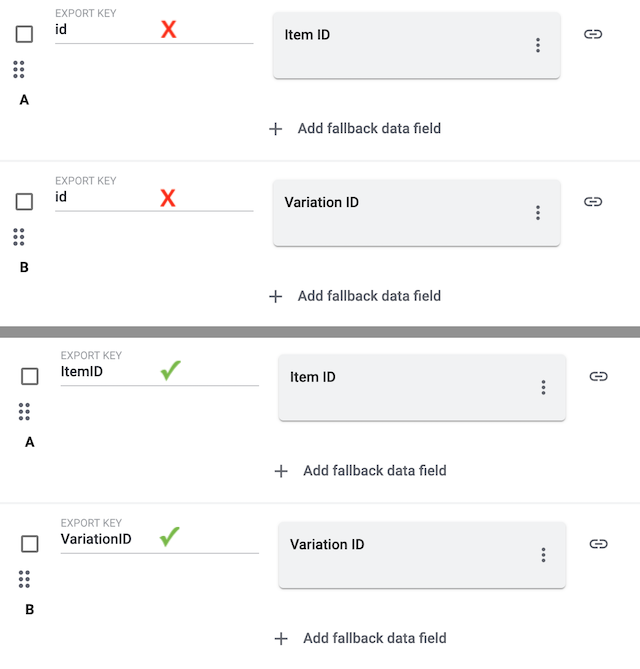 EXPORT KEY
id X
Item ID
A
+ Add fallback data field
EXPORT KEY
id X
Variation ID
B
+ Add fallback data field
EXPORT KEY
ItemID ✓
Item ID
A
+ Add fallback data field
EXPORT KEY
VariationID ✓
Variation ID
B
+ Add fallback data field